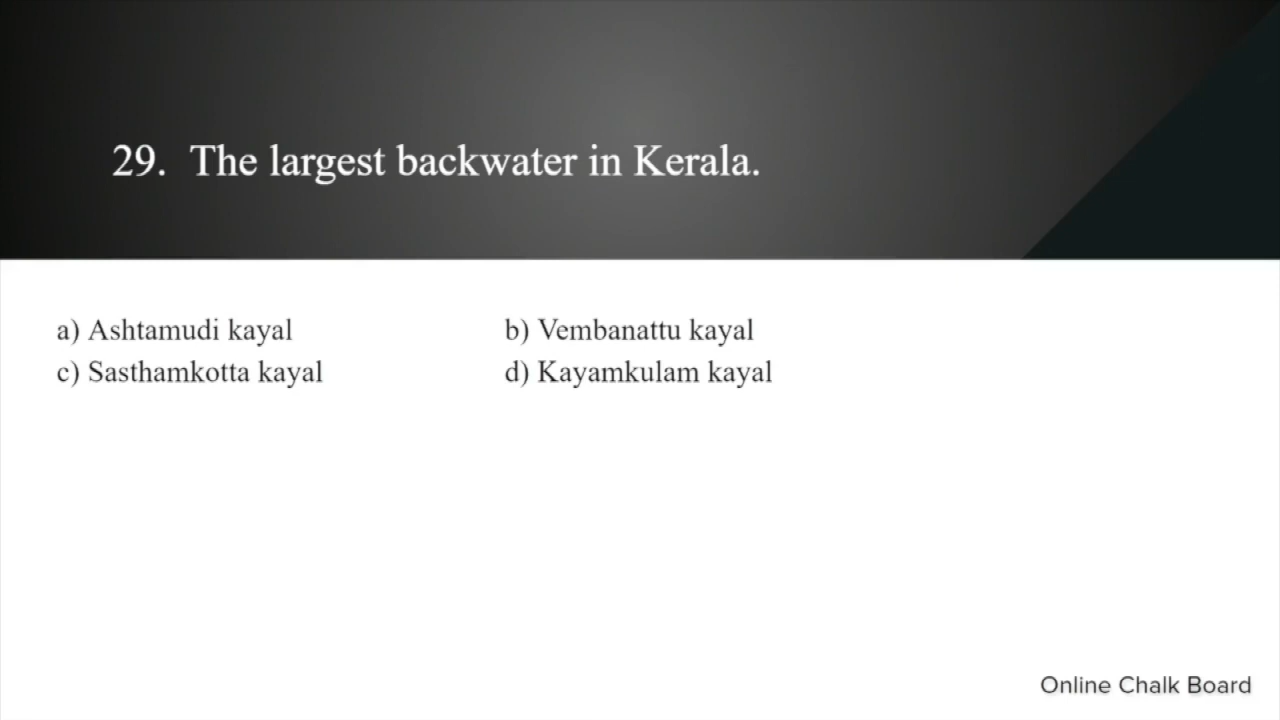 29. The largest backwater in Kerala.
a) Ashtamudi kayal b) Vembanattu kayal
c) Sasthamkotta kayal d) Kayamkulam kayal
Online Chalk Board